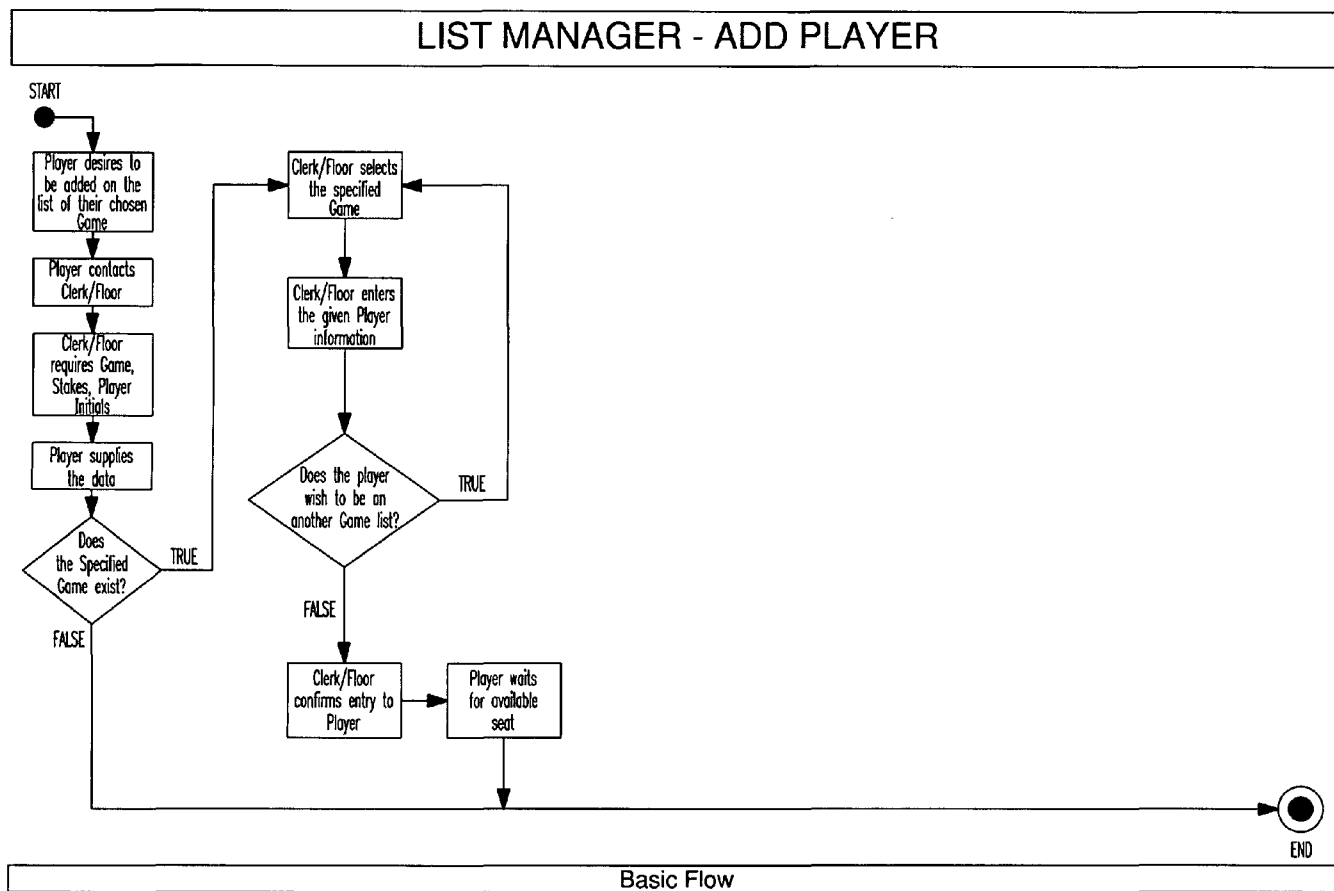 LIST MANAGER - ADD PLAYER
START
Player desires to
be added on the
list of their chosen
Game
Player contacts
Clerk/Floor
Clerk/Floor
requires Game,
Stakes, Player
Initials
Player supplies
the data
Does
the Specified
Game exist?
TRUE
FALSE
Clerk/Floor selects
the specified
Game
Clerk/Floor enters
the given Player
information
Does the player
wish to be an
another Game list?
TRUE
FALSE
Clerk/Floor
confirms entry to
Player
Player waits
for available
seat
END
Basic Flow